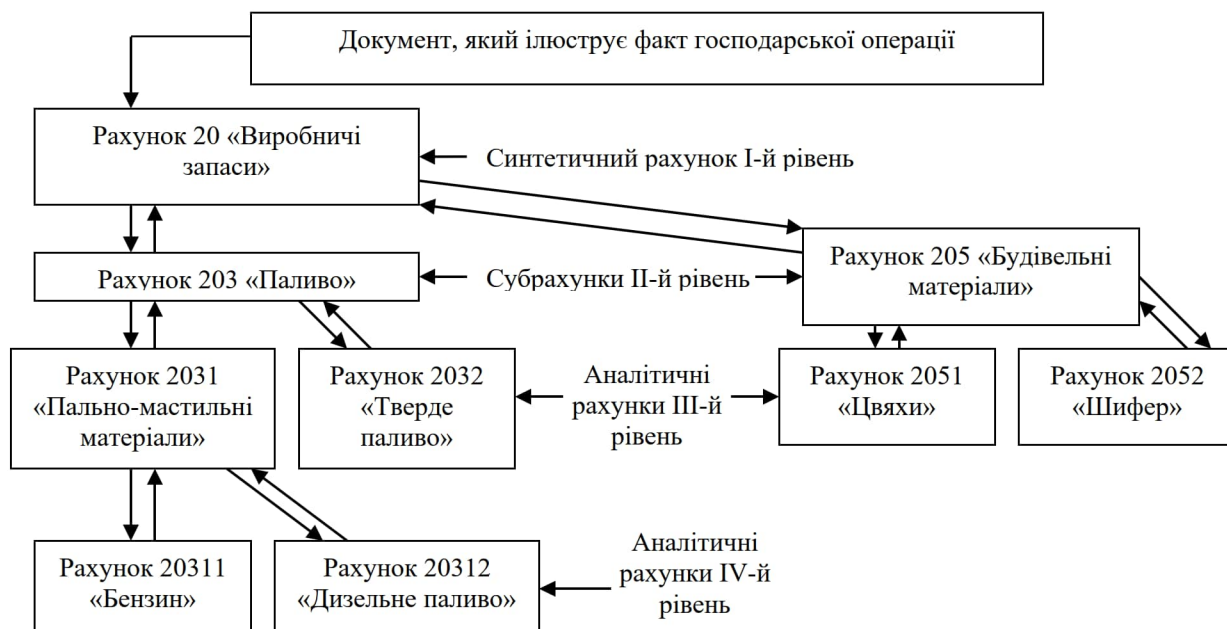 Документ, який ілюструє факт господарської операції
Рахунок 20 «Виробничі
запаси»
Синтетичний рахунок І-й рівень
Рахунок 203 «Паливо»
Субрахунки ІІ-й рівень
Рахунок 205 «Будівельні
матеріали»
Рахунок 2031
«Пально-мастильні
матеріали»
Рахунок 2032
«Тверде
паливо»
Аналітичні
рахунки ІІІ-й
рівень
Рахунок 2051
«Цвяхи»
Рахунок 2052
«Шифер»
Рахунок 20311
«Бензин»
Рахунок 20312
«Дизельне паливо»
Аналітичні
рахунки IV-й
рівень